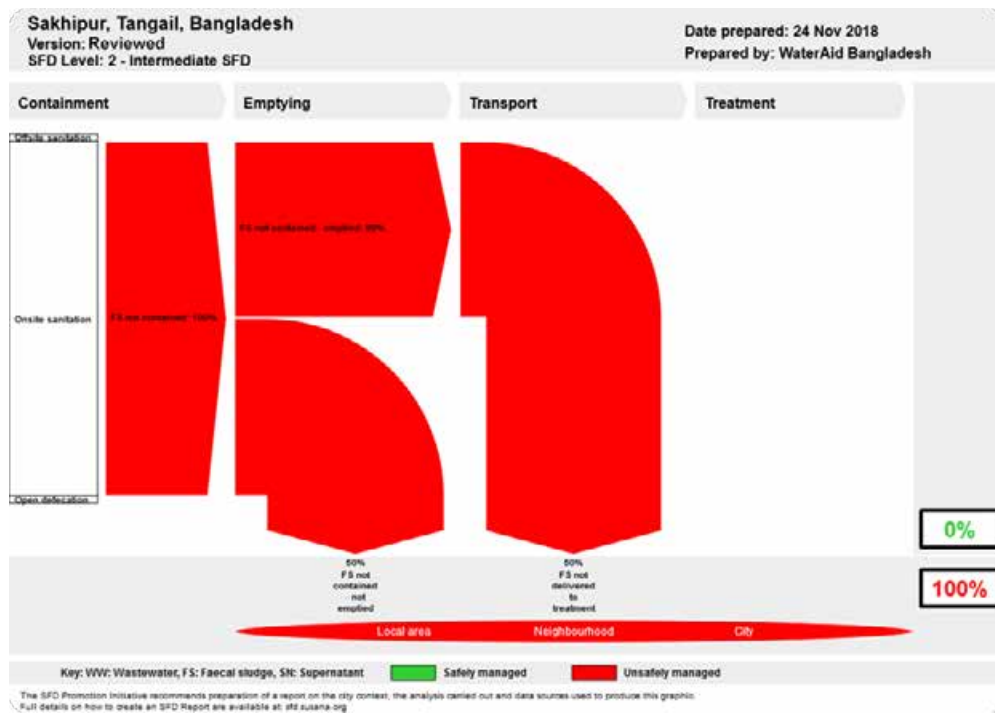 Sakhipur, Tangail, Bangladesh
Version: Reviewed
SFD Level: 2 - Intermediate SFD
Date prepared: 24 Nov 2018
Prepared by: WaterAid Bangladesh
Containment
Emptying
Transport
Treatment
Offsite sanitation
FS not contained - emptied: 50%
Onsite sanitation
FS not contained: 100%
Open defecation
0%
100%
50%
FS not
contained
not
emptied
50%
FS not
delivered
to
treatment
Local area
Neighbourhood
City
Key: WW: Wastewater, FS: Faecal sludge, SN: Supernatant
Safely managed
Unsafely managed
The SFD Promotion Initiative recommends preparation of a report on the city context, the analysis carried out and data sources used to produce this graphic.
Full details on how to create an SFD Report are available at: sfd.susana.org